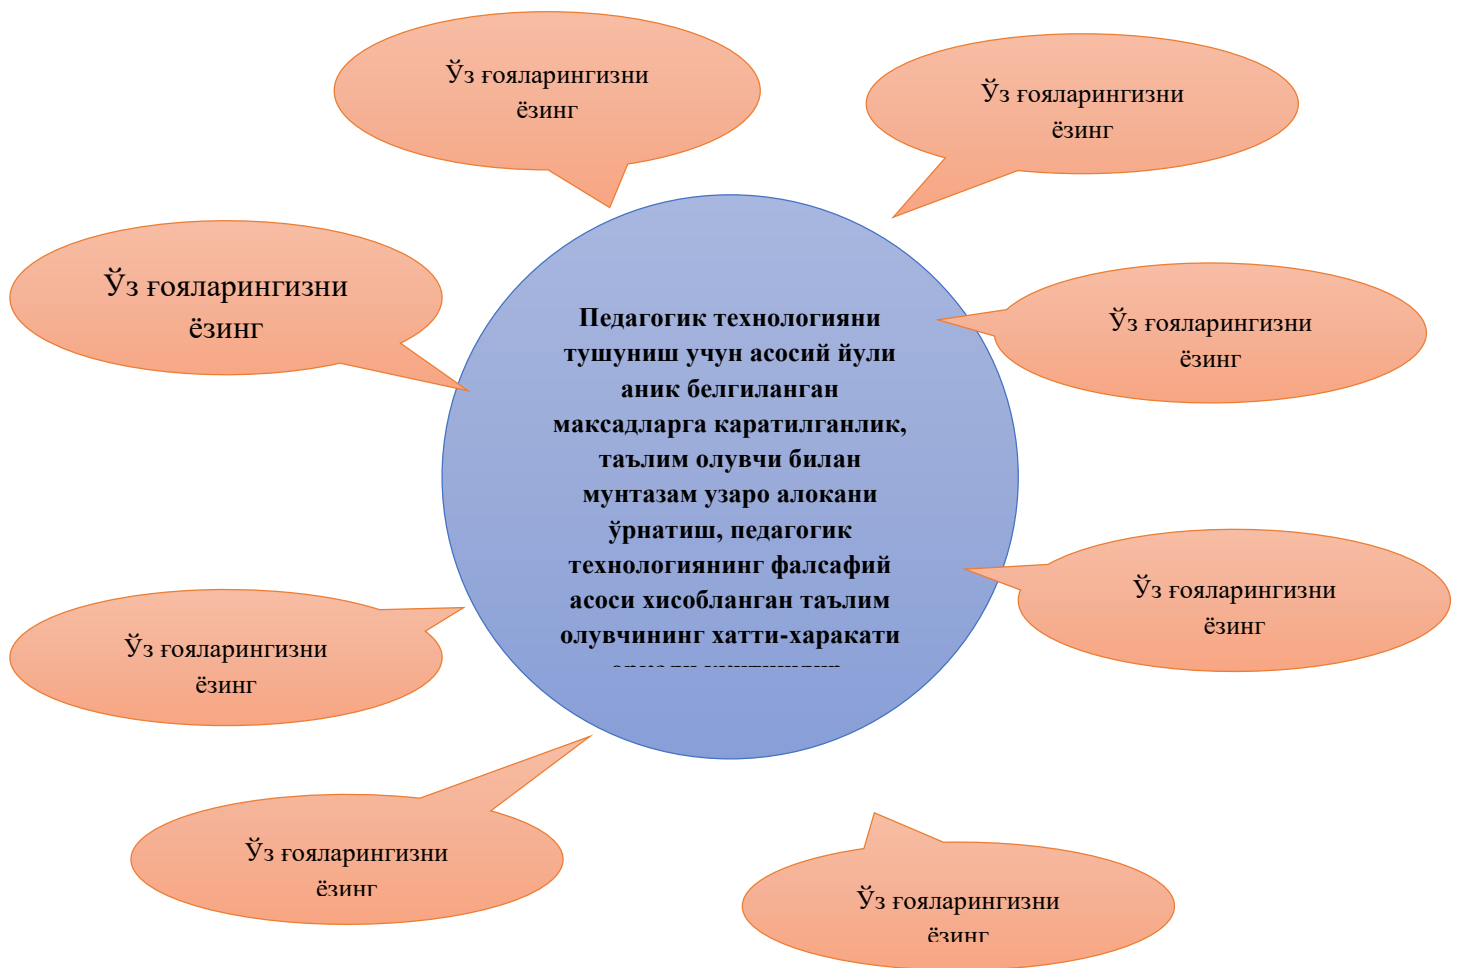 Ўз ғояларингизни
ёзинг
Ўз ғояларингизни
ёзинг
Ўз ғояларингизни
ёзинг
Ўз ғояларингизни
ёзинг
Педагогик технологияни
тушуниш учун асосий йули
аник белгиланган
максадларга каратилганлик,
таълим олувчи билан
мунтазам узаро алокани
ўрнатиш, педагогик
технологиянинг фалсафий
асоси хисобланган таълим
олувчининг хатти-харакати
Ўз ғояларингизни
ёзинг
Ўз ғояларингизни
ёзинг
Ўз ғояларингизни
ёзинг
Ўз ғояларингизни
ёзинг